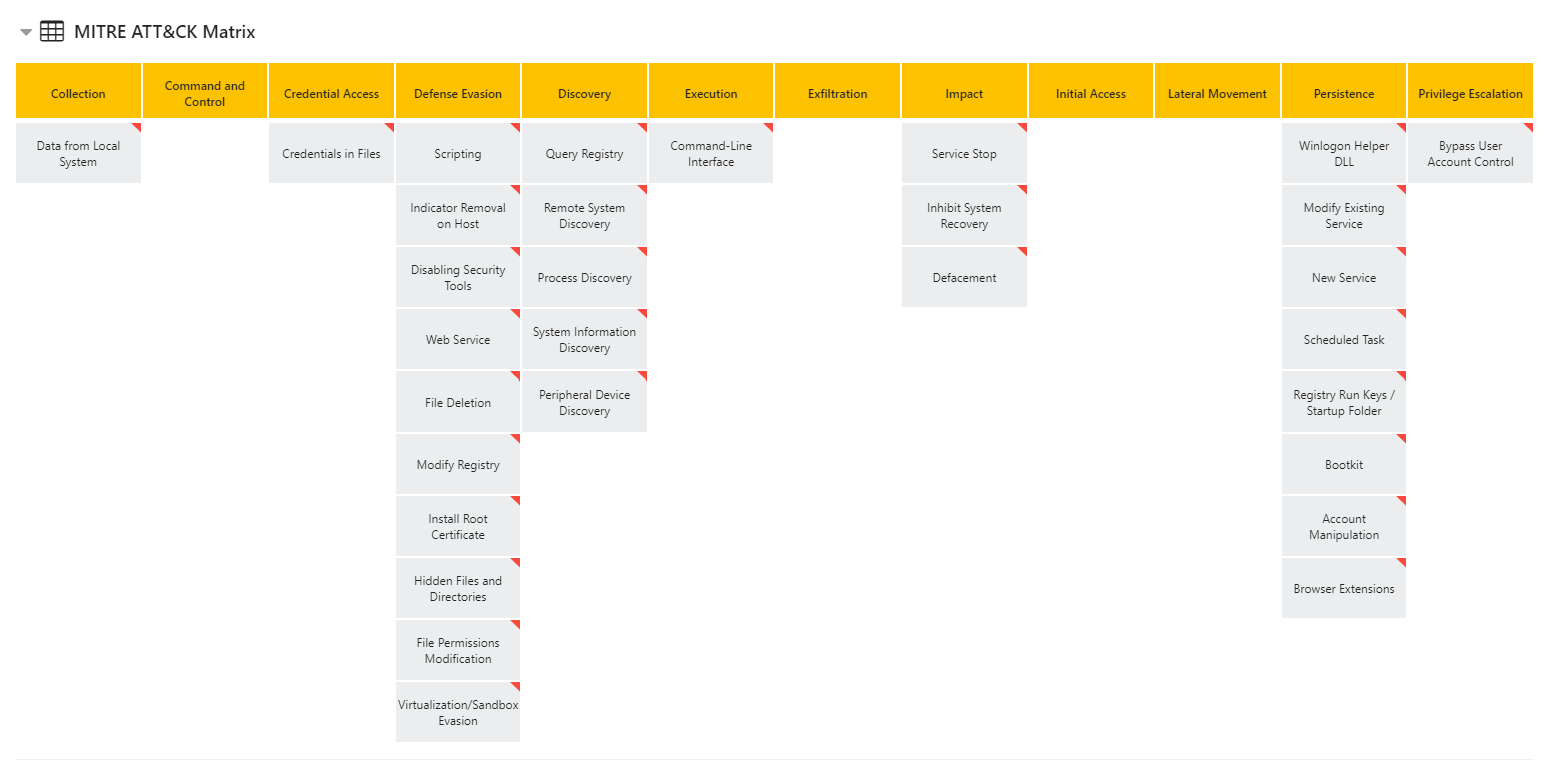 MITRE ATT&CK Matrix
Collection
Command and
Control
Credential Access
Defense Evasion
Discovery
Execution
Exfiltration
Impact
Initial Access
Lateral Movement
Persistence
Privilege Escalation
Data from Local
System
Credentials in Files
Scripting
Query Registry
Command-Line
Interface
Service Stop
Winlogon Helper
DLL
Bypass User
Account Control
Indicator Removal
on Host
Remote System
Discovery
Inhibit System
Recovery
Modify Existing
Service
Disabling Security
Tools
Process Discovery
Defacement
New Service
Web Service
System Information
Discovery
Scheduled Task
File Deletion
Peripheral Device
Discovery
Registry Run Keys /
Startup Folder
Modify Registry
Bootkit
Install Root
Certificate
Account
Manipulation
Hidden Files and
Directories
Browser Extensions
File Permissions
Modification
Virtualization/Sandbox
Evasion